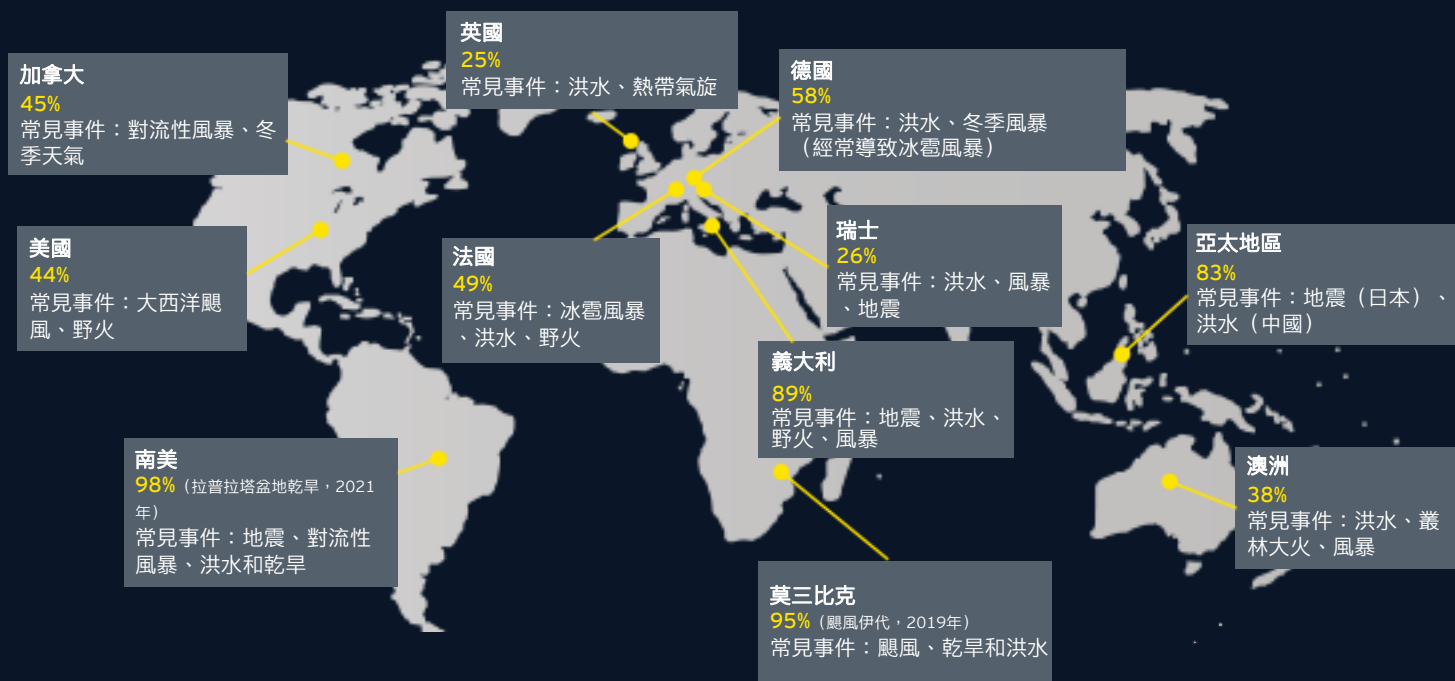 英國
25%
常見事件：洪水、熱帶氣旋
加拿大
45%
常見事件：對流性風暴、冬
季天氣
德國
58%
常見事件：洪水、冬季風暴
（經常導致冰雹風暴）
美國
44%
常見事件：大西洋颶
風、野火
法國
49%
常見事件：冰雹風暴
、洪水、野火
瑞士
26%
常見事件：洪水、風暴
、地震
亞太地區
83%
常見事件：地震（日本）、
洪水（中國）
義大利
89%
常見事件：地震、洪水、
野火、風暴
南美
98%（拉普拉塔盆地乾旱，2021
年）
常見事件：地震、對流性
風暴、洪水和乾旱
澳洲
38%
常見事件：洪水、叢
林大火、風暴
莫三比克
95%（颶風伊代，2019年）
常見事件：颶風、乾旱和洪水